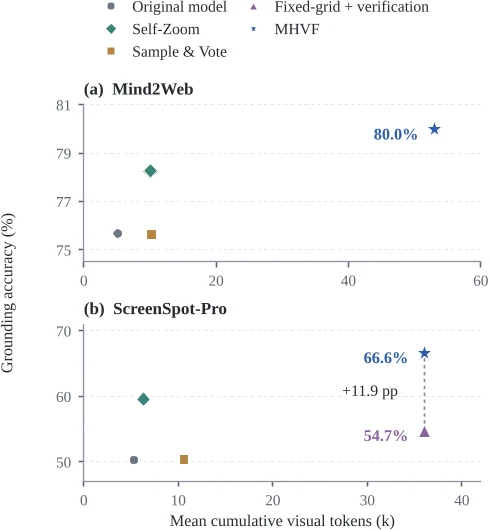 Original model
Fixed-grid + verification
Self-Zoom
MHVF
Sample & Vote
(a) Mind2Web
81
79
77
75
80.0%
0 20 40 60
Grounding accuracy (%)
(b) ScreenSpot-Pro
70
60
50
66.6%
+11.9 pp
54.7%
0 10 20 30 40
Mean cumulative visual tokens (k)